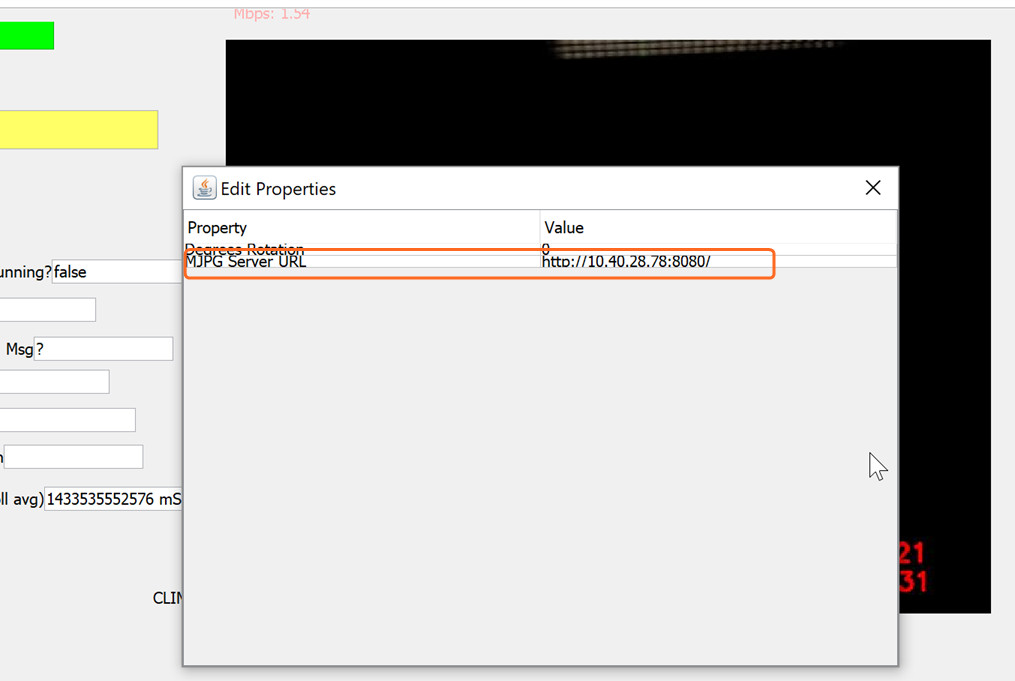 Mbps: 1.54
Edit Properties
Property Value
Degrees Rotation 0
MJPG Server URL http://10.40.28.78:8080/
unning? false
Msg ?
ll avg) 1433535552576 mS
21
31
CLIM